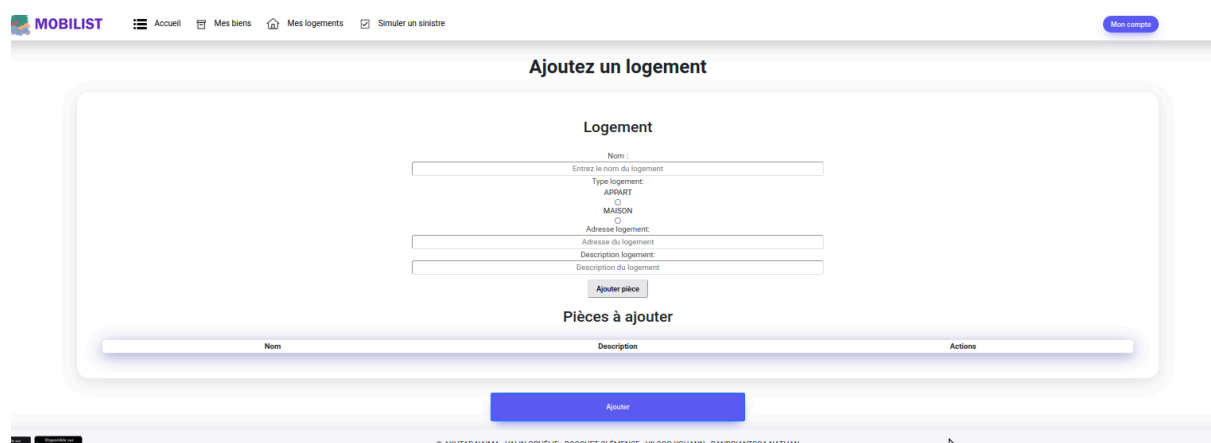 MOBILIST Accueil Mes biens Mes logements Simuler un sinistre Mon compte
Ajoutez un logement
Logement
Nom :
Entrez le nom du logement
Type logement:
APPART
MAISON
Adresse logement:
Adresse du logement
Description logement:
Description du logement
Ajouter pièce
Pièces à ajouter
Nom Description Actions
Ajouter
Disponible sur